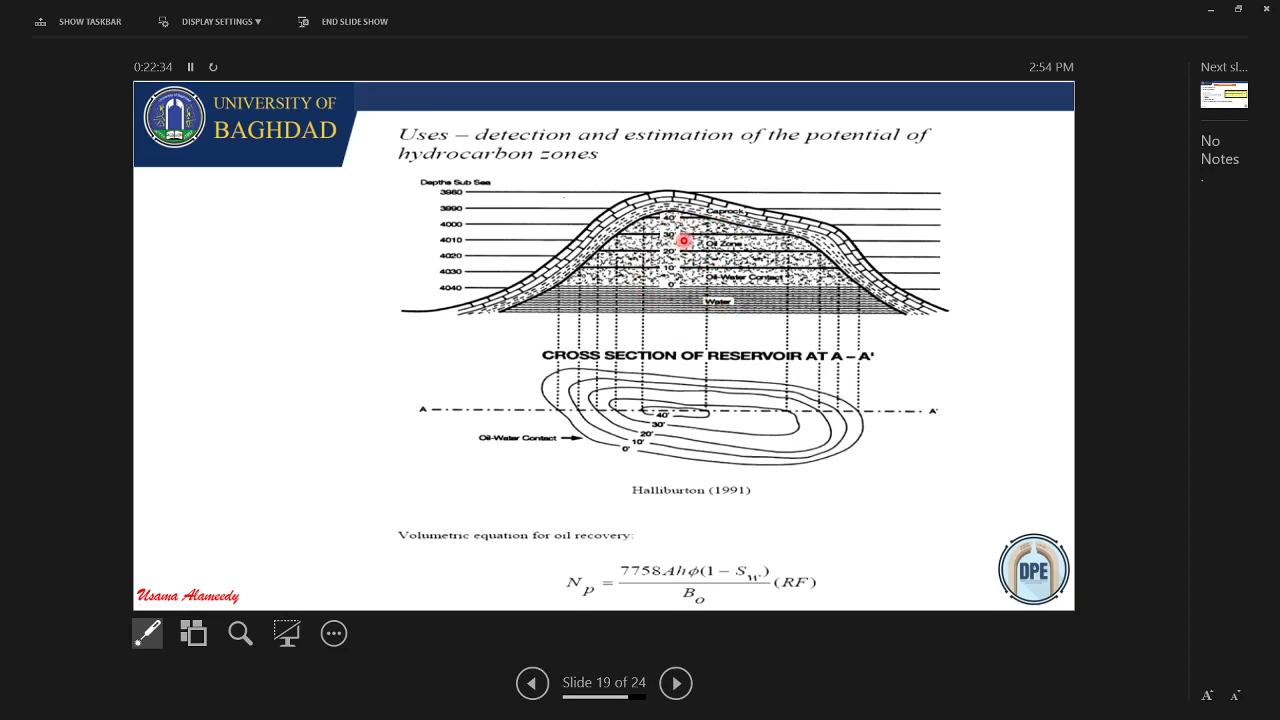 SHOW TASKBAR
DISPLAY SETTINGS ▼
END SLIDE SHOW
0:22:34
2:54 PM
Next sl...
UNIVERSITY OF
BAGHDAD
Uses – detection and estimation of the potential of
hydrocarbon zones
No
Notes
.
Depths Sub Sea
3980
3990
4000
4010
4020
4030
4040
Caprock
40'
30'
Oil Zone
20'
10'
Oil-Water Contact
0'
Water
CROSS SECTION OF RESERVOIR AT A – A'
A
A'
40'
30'
20'
Oil-Water Contact
10'
0'
Halliburton (1991)
Volumetric equation for oil recovery:
N_p = 7758Ahϕ(1 − S_w) / B_o (RF)
DPE
Usama Alameedy
Slide 19 of 24
A
A